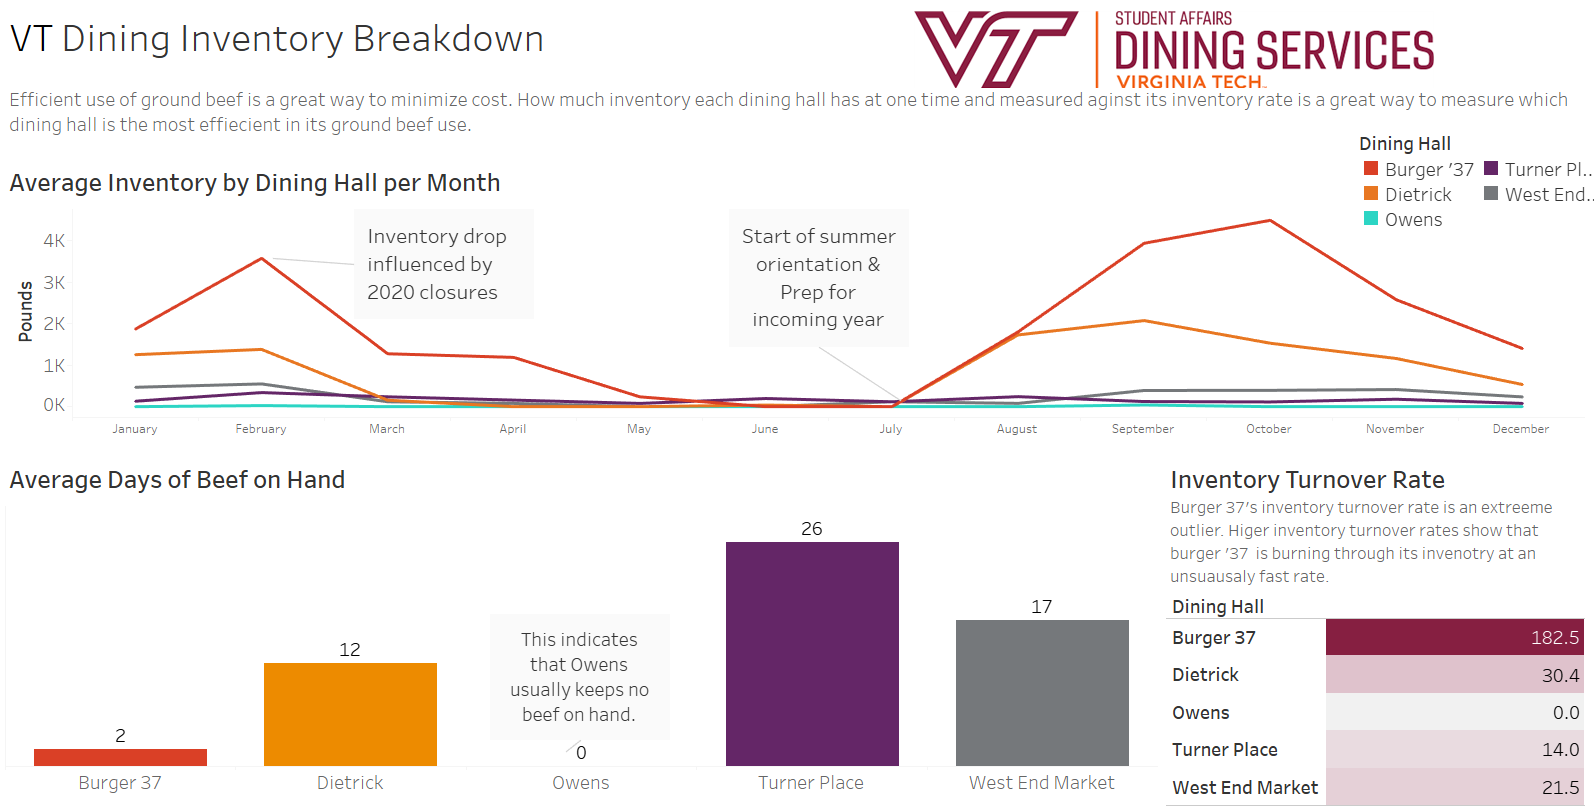 VT Dining Inventory Breakdown
VT
STUDENT AFFAIRS
DINING SERVICES
VIRGINIA TECH
Efficient use of ground beef is a great way to minimize cost. How much inventory each dining hall has at one time and measured aginst its inventory rate is a great way to measure which
dining hall is the most effiecient in its ground beef use.
Dining Hall
Burger '37
Turner Pl..
Dietrick
West End..
Owens
Average Inventory by Dining Hall per Month
Inventory drop
influenced by
2020 closures
Start of summer
orientation &
Prep for
incoming year
Pounds
4K
3K
2K
1K
0K
January February March April May June July August September October November December
Average Days of Beef on Hand
2
12
This indicates
that Owens
usually keeps no
beef on hand.
0
26
17
Burger 37 Dietrick Owens Turner Place West End Market
Inventory Turnover Rate
Burger 37's inventory turnover rate is an extreeme
outlier. Higer inventory turnover rates show that
burger '37  is burning through its invenotry at an
unsuausaly fast rate.
Dining Hall
Burger 37 182.5
Dietrick 30.4
Owens 0.0
Turner Place 14.0
West End Market 21.5